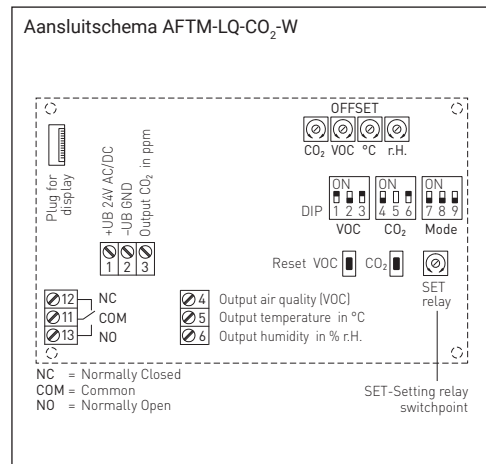 Aansluitschema AFTM-LQ-CO₂-W
OFFSET
CO₂ VOC °C r.H.
Plug for
display
+UB 24V AC/DC
-UB GND
Output CO₂ in ppm
1 2 3
DIP
ON ON ON
1 2 3 4 5 6 7 8 9
VOC CO₂ Mode
Reset VOC CO₂
SET
relay
12 NC
11 COM
13 NO
4 Output air quality (VOC)
5 Output temperature in °C
6 Output humidity in % r.H.
NC = Normally Closed
COM = Common
NO = Normally Open
SET-Setting relay
switchpoint